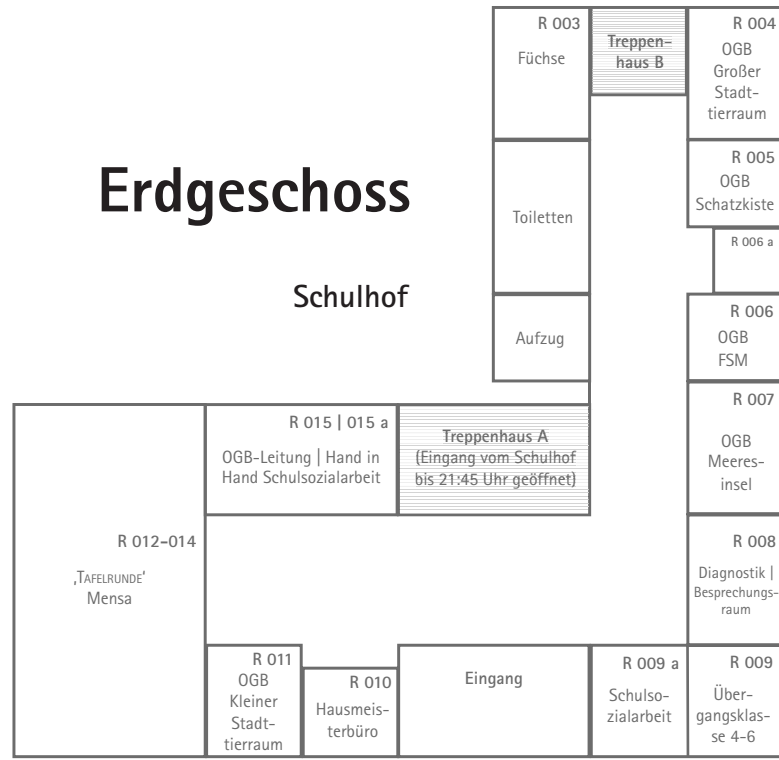 Erdgeschoss
Schulhof
R 003
Füchse
Treppen-
haus B
R 004
OGB
Großer
Stadt-
tierraum
R 005
OGB
Schatzkiste
R 006 a
Toiletten
R 006
OGB
FSM
Aufzug
R 007
OGB
Meeres-
insel
R 015 | 015 a
OGB-Leitung | Hand in
Hand Schulsozialarbeit
Treppenhaus A
(Eingang vom Schulhof
bis 21:45 Uhr geöffnet)
R 012-014
‚TAFELRUNDE‘
Mensa
R 008
Diagnostik |
Besprechungs-
raum
R 011
OGB
Kleiner
Stadt-
tierraum
R 010
Hausmeis-
terbüro
Eingang
R 009 a
Schulso-
zialarbeit
R 009
Über-
gangsklas-
se 4-6